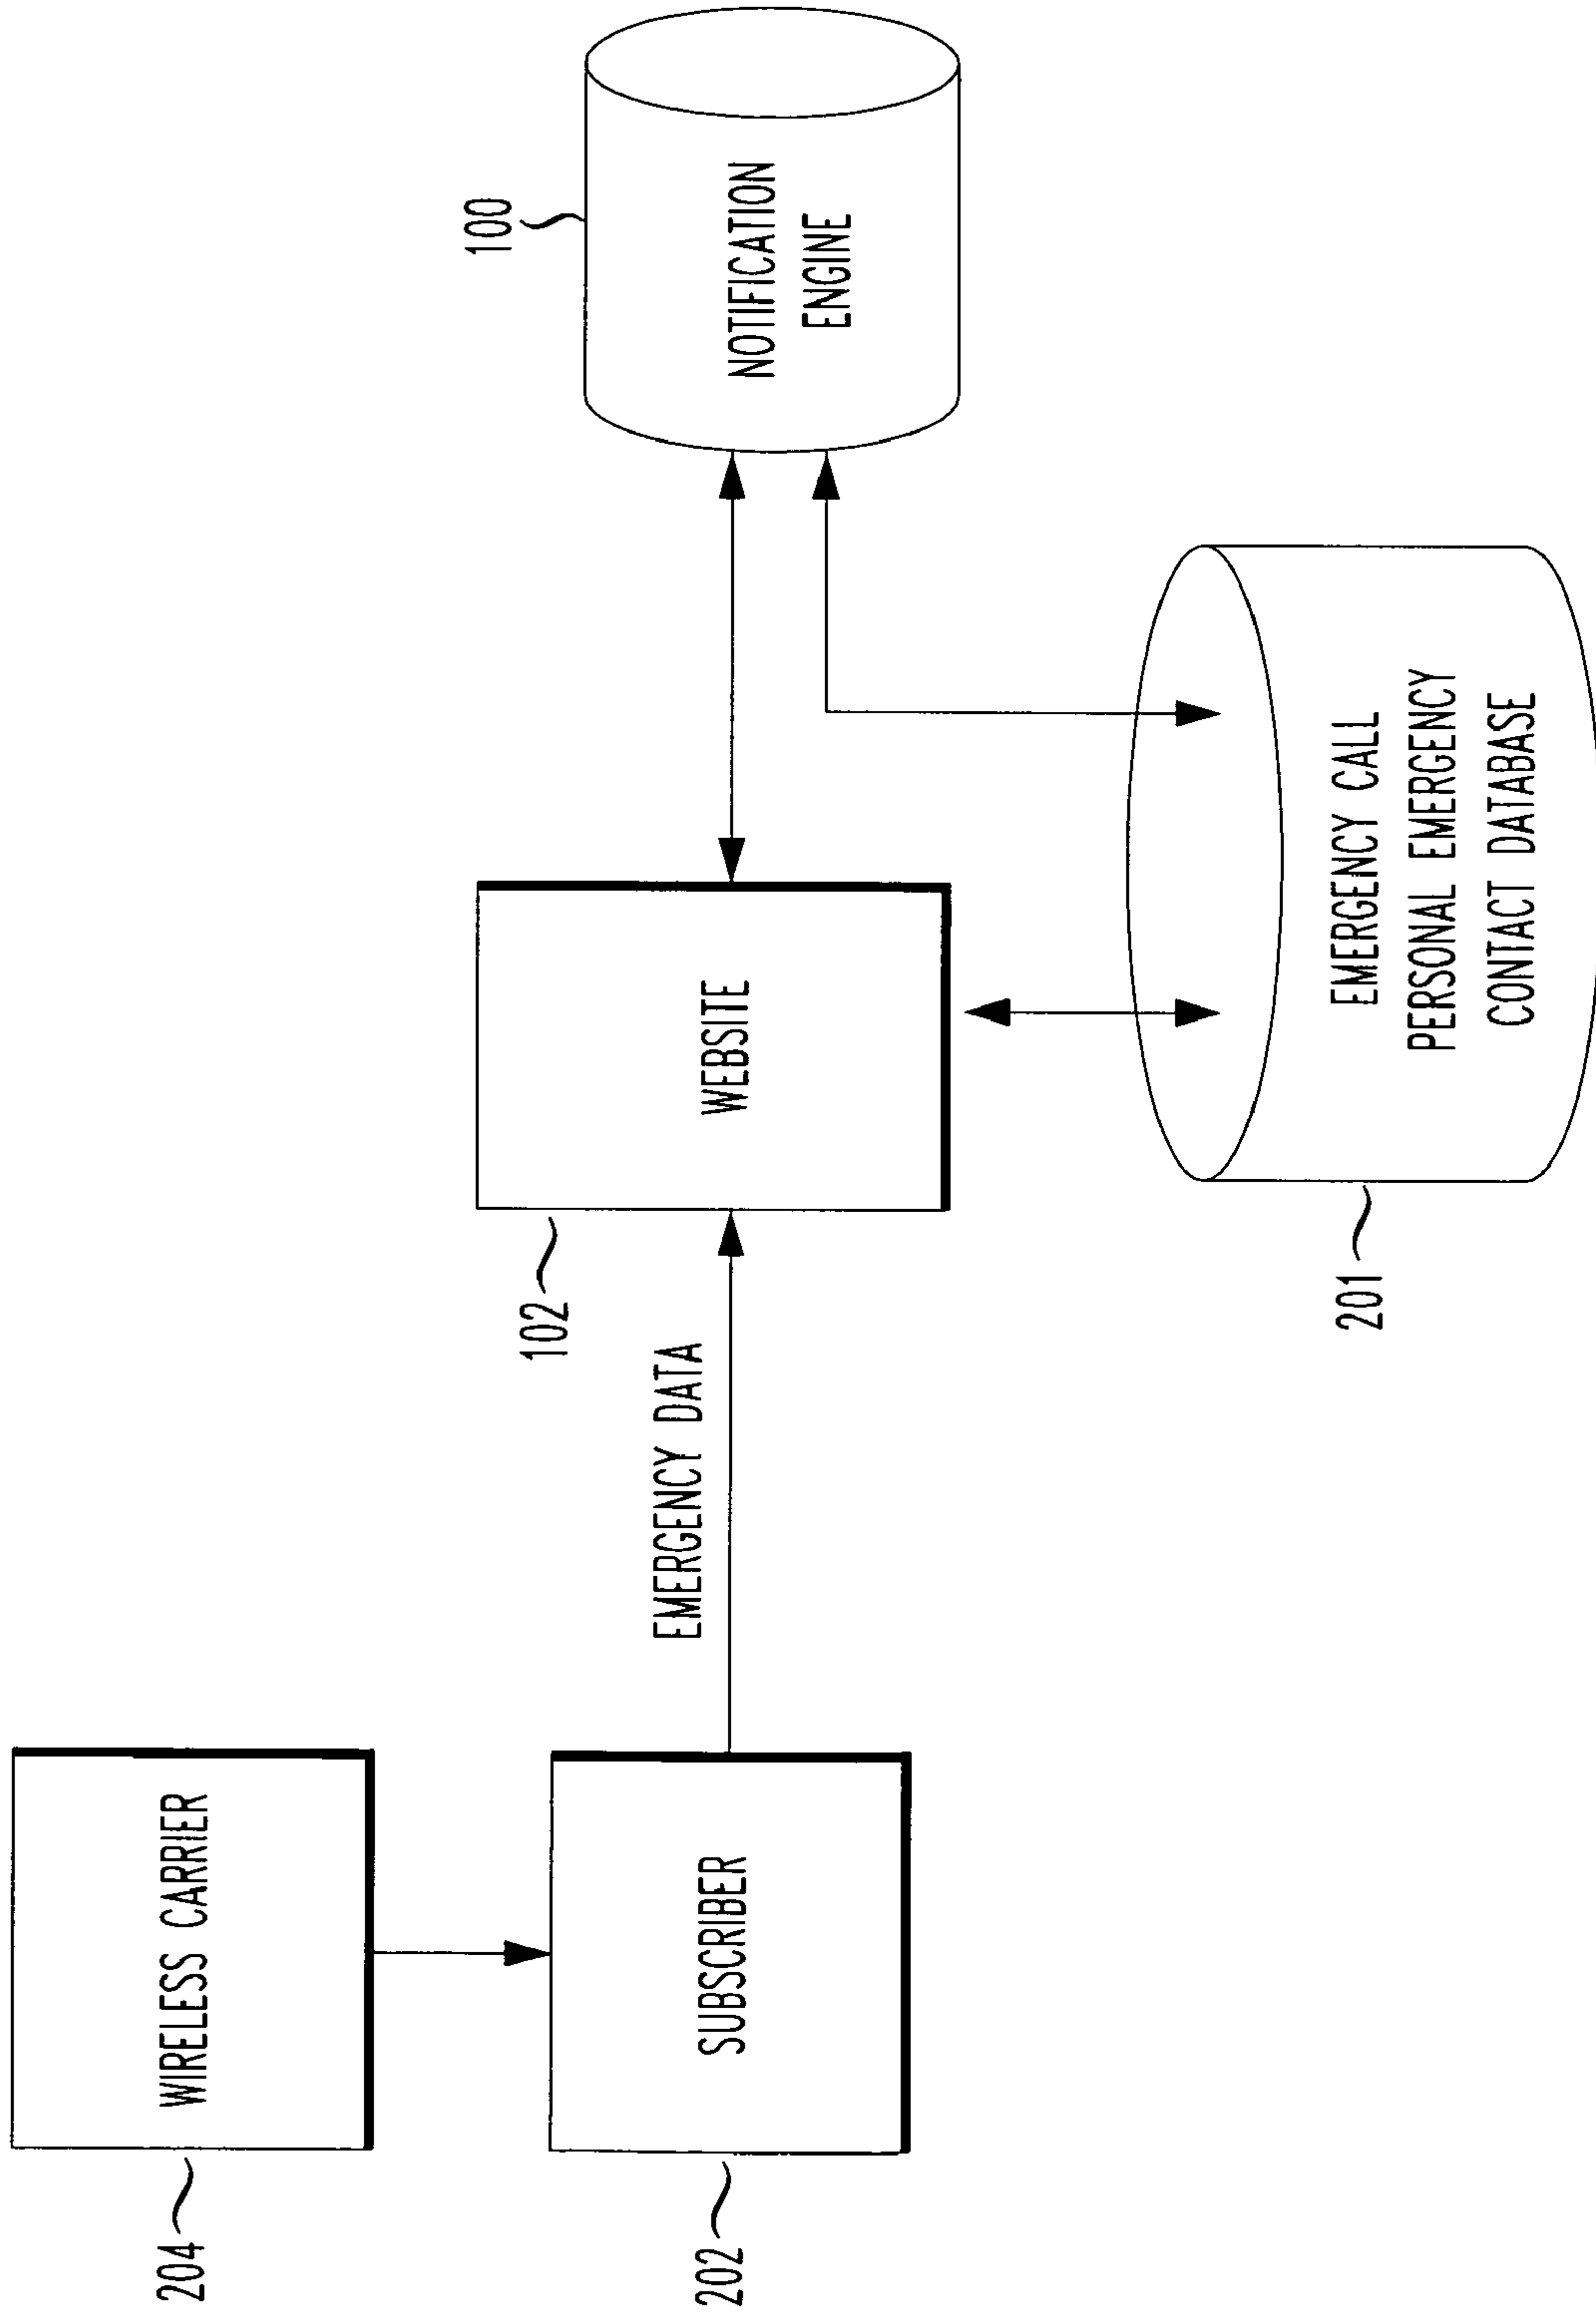 204
WIRELESS CARRIER
202
SUBSCRIBER
EMERGENCY DATA
102
WEBSITE
100
NOTIFICATION
ENGINE
201
EMERGENCY CALL
PERSONAL EMERGENCY
CONTACT DATABASE